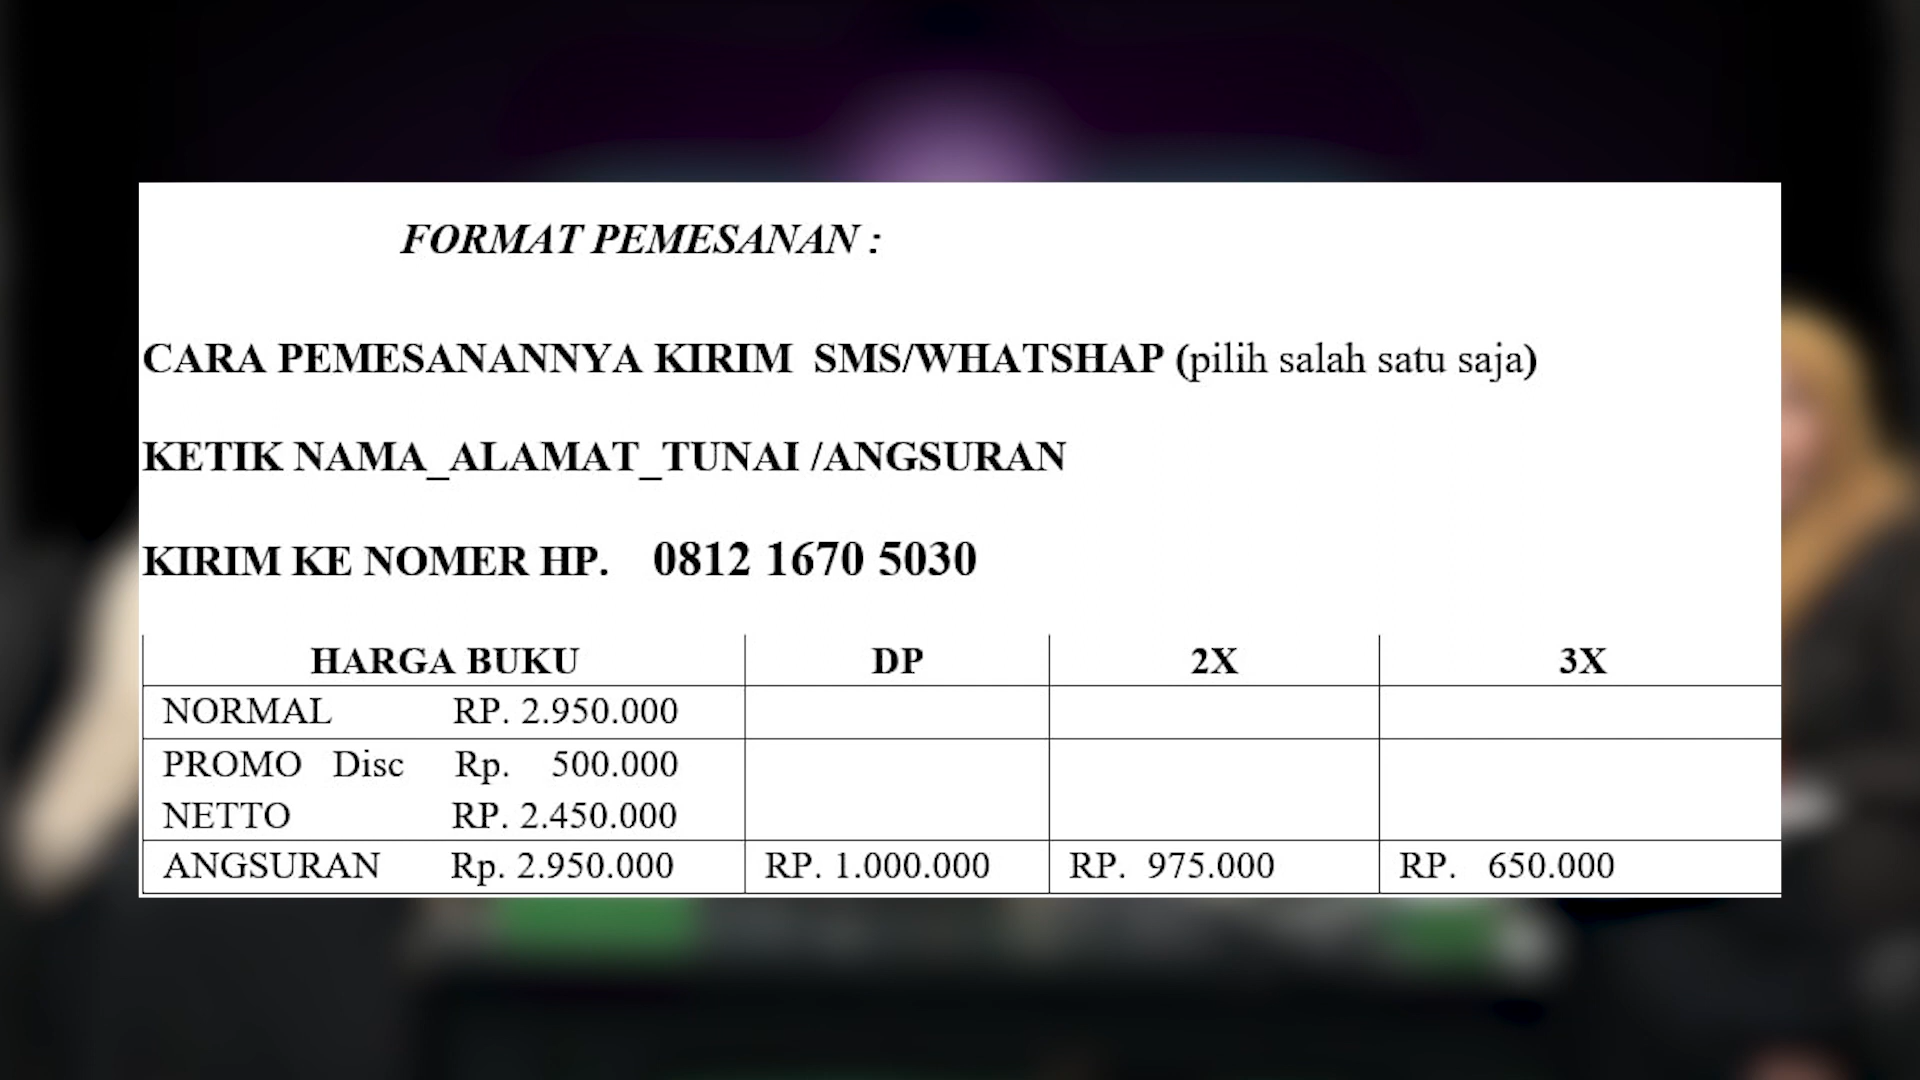 FORMAT PEMESANAN :
CARA PEMESANANNYA KIRIM SMS/WHATSHAP (pilih salah satu saja)
KETIK NAMA_ALAMAT_TUNAI /ANGSURAN
KIRIM KE NOMER HP. 0812 1670 5030
HARGA BUKU DP 2X 3X
NORMAL RP. 2.950.000
PROMO Disc Rp. 500.000
NETTO RP. 2.450.000
ANGSURAN Rp. 2.950.000 RP. 1.000.000 RP. 975.000 RP. 650.000